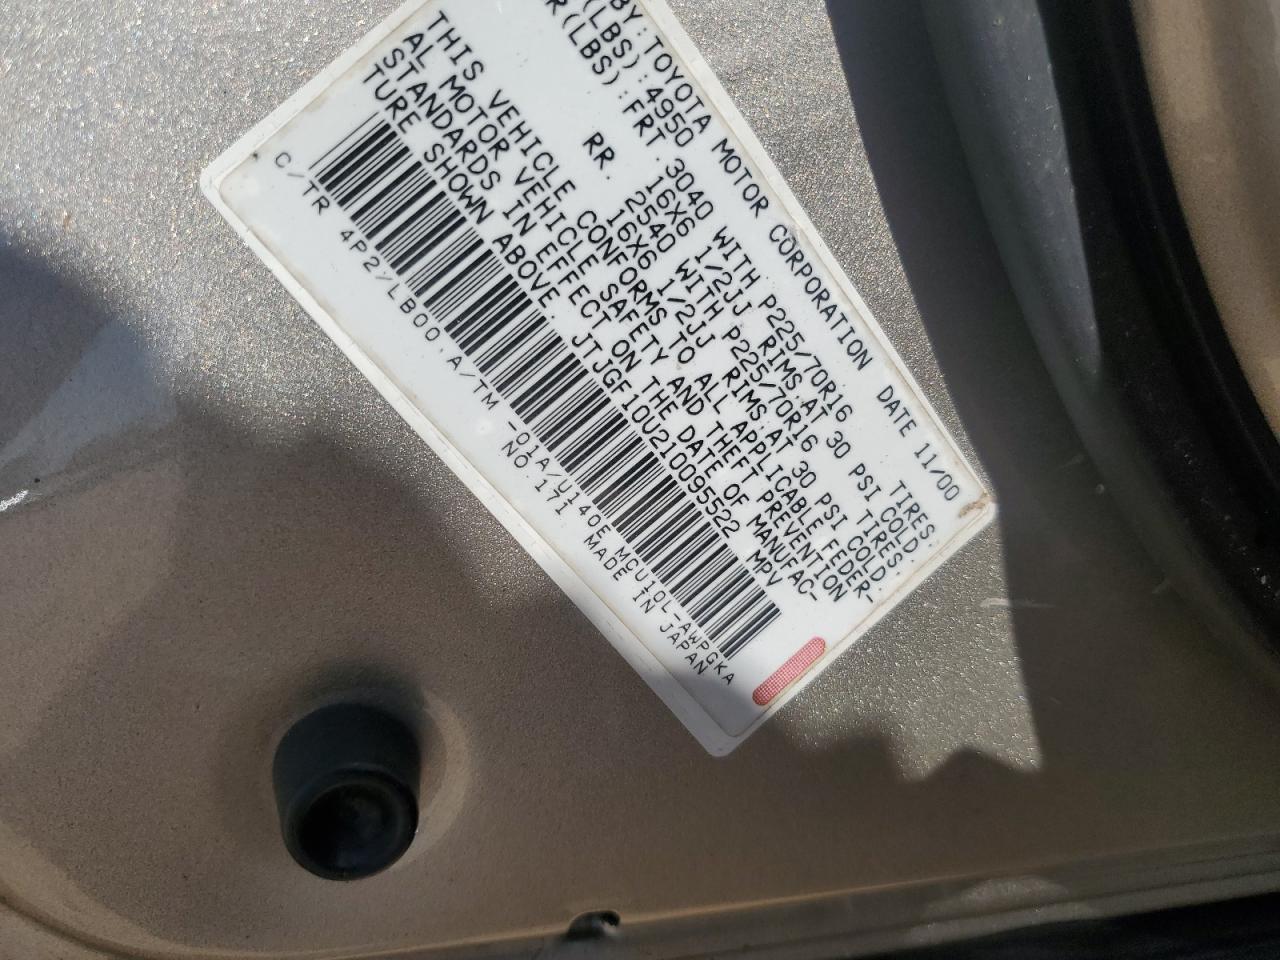 BY:TOYOTA MOTOR CORPORATION DATE 11/00
(LBS):4950
R(LBS):FRT. 3040 WITH P225/70R16 TIRES.
16X6 1/2JJ RIMS AT 30 PSI COLD.
RR. 2540 WITH P225/70R16 TIRES.
16X6 1/2JJ RIMS AT 30 PSI COLD.
THIS VEHICLE CONFORMS TO ALL APPLICABLE FEDER-
AL MOTOR VEHICLE SAFETY AND THEFT PREVENTION
STANDARDS IN EFFECT ON THE DATE OF MANUFAC-
TURE SHOWN ABOVE. JTJGF10U210095522 MPV
C/TR 4P2/LB00.A/TM -01A/U140E MCU10L-AWPGKA
NO.171 MADE IN JAPAN